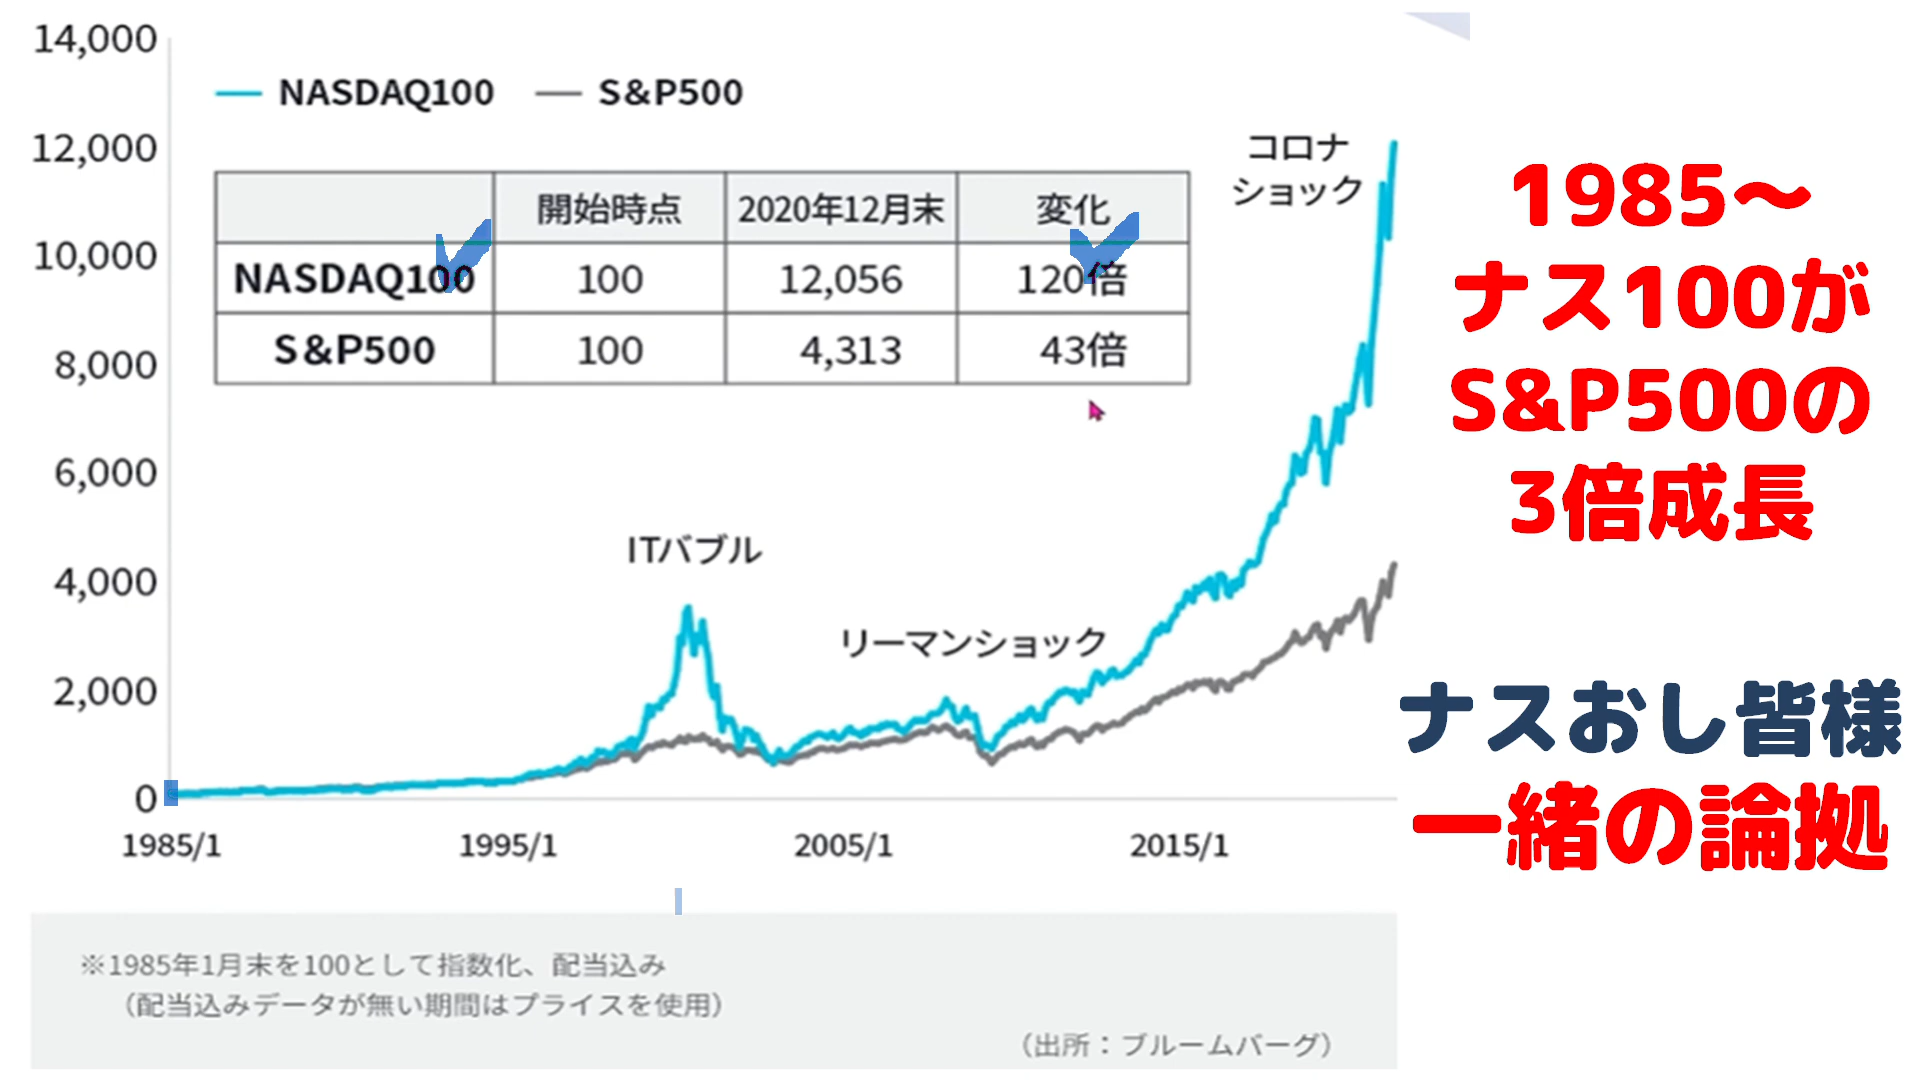 14,000
12,000
10,000
8,000
6,000
4,000
2,000
0
NASDAQ100 S&P500
開始時点 2020年12月末 変化
NASDAQ100 100 12,056 120倍
S&P500 100 4,313 43倍
コロナ
ショック
ITバブル
リーマンショック
1985/1 1995/1 2005/1 2015/1
※1985年1月末を100として指数化、配当込み
（配当込みデータが無い期間はプライスを使用）
（出所：ブルームバーグ）
1985～
ナス100が
S&P500の
3倍成長
ナスおし皆様
一緒の論拠